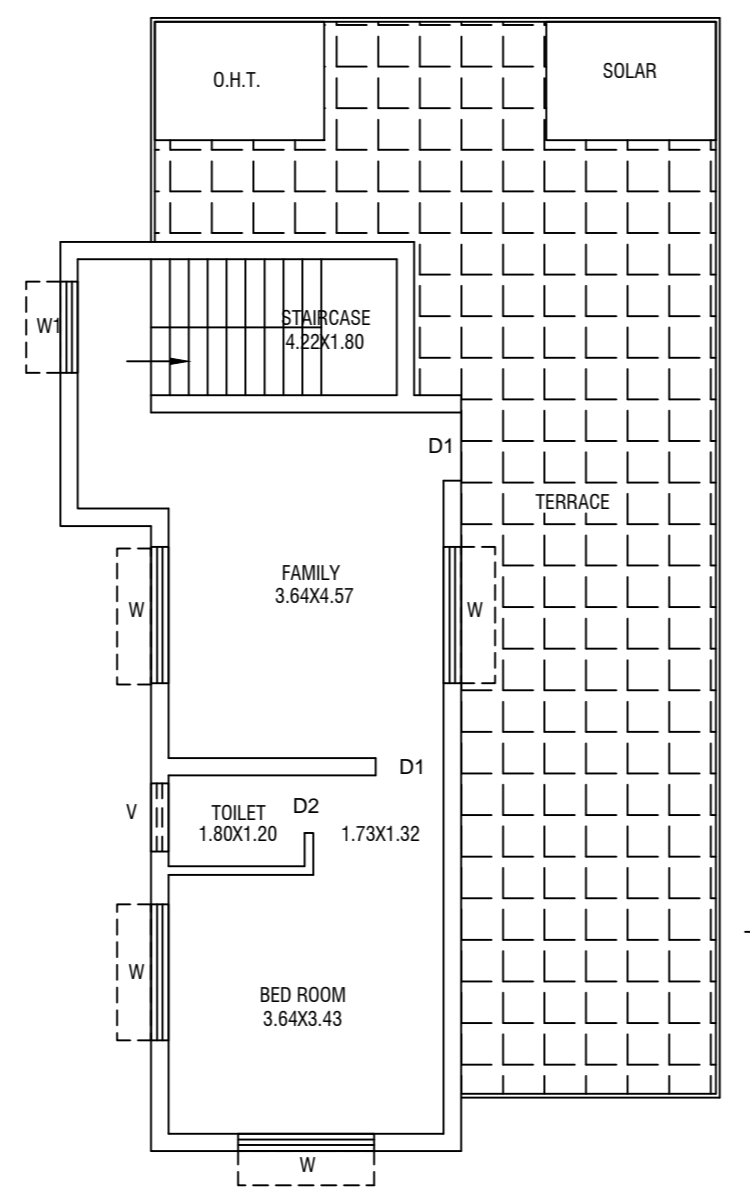 O.H.T.
SOLAR
STAIRCASE
4.22X1.80
W1
D1
TERRACE
FAMILY
3.64X4.57
W
W
D1
V
TOILET
1.80X1.20
D2
1.73X1.32
W
BED ROOM
3.64X3.43
W